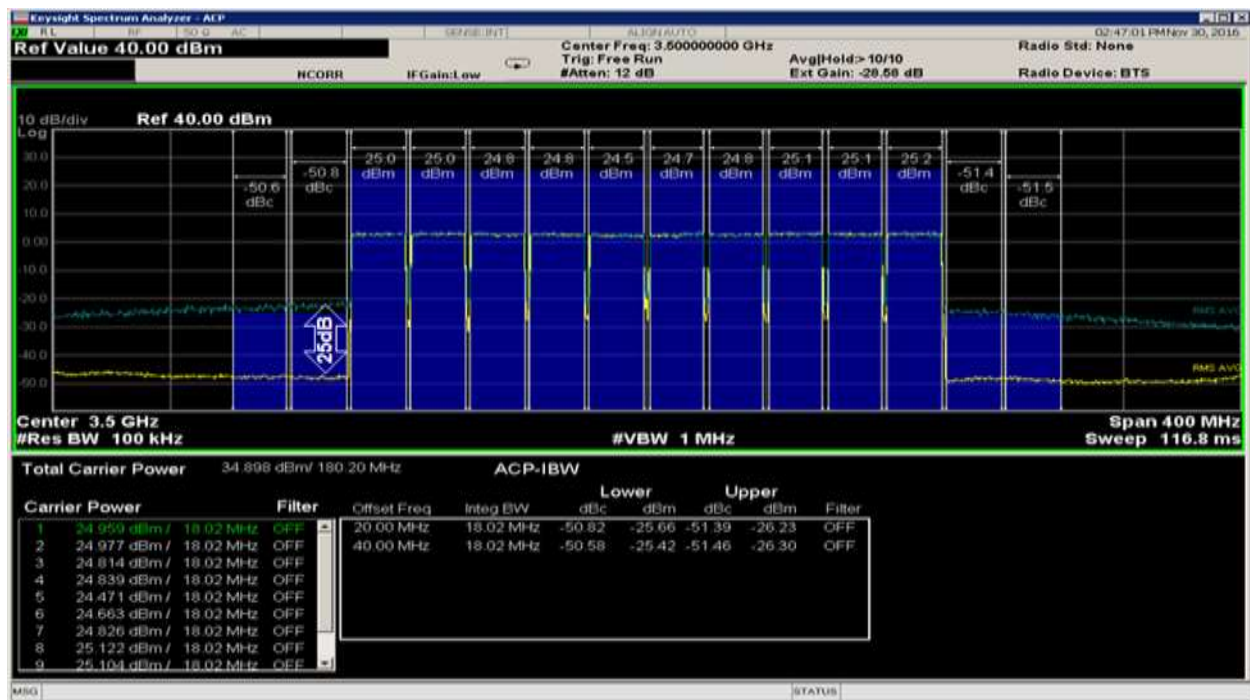 Keysight Spectrum Analyzer - ACP
RL RF 50 Ω AC SENSE:INT ALIGN AUTO 02:47:01 PM Nov 30, 2016
Ref Value 40.00 dBm
Center Freq: 3.500000000 GHz
Radio Std: None
Trig: Free Run
Avg|Hold:> 10/10
NCORR
IFGain:Low
#Atten: 12 dB
Ext Gain: -28.58 dB
Radio Device: BTS
10 dB/div
Ref 40.00 dBm
Log
30.0
20.0
10.0
0.00
-10.0
-20.0
-30.0
-40.0
-50.0
-50.6 dBc
-50.8 dBc
25.0 dBm
25.0 dBm
24.8 dBm
24.8 dBm
24.5 dBm
24.7 dBm
24.8 dBm
25.1 dBm
25.1 dBm
25.2 dBm
-51.4 dBc
-51.5 dBc
25dB
RMS AVG
RMS AVG
Center 3.5 GHz
Span 400 MHz
#Res BW 100 kHz
#VBW 1 MHz
Sweep 116.8 ms
Total Carrier Power 34.898 dBm/ 180.20 MHz ACP-IBW
Carrier Power Filter
1 24.959 dBm / 18.02 MHz OFF
2 24.977 dBm / 18.02 MHz OFF
3 24.814 dBm / 18.02 MHz OFF
4 24.839 dBm / 18.02 MHz OFF
5 24.471 dBm / 18.02 MHz OFF
6 24.663 dBm / 18.02 MHz OFF
7 24.826 dBm / 18.02 MHz OFF
8 25.122 dBm / 18.02 MHz OFF
9 25.104 dBm / 18.02 MHz OFF
Lower Upper
Offset Freq Integ BW dBc dBm dBc dBm Filter
20.00 MHz 18.02 MHz -50.82 -25.66 -51.39 -26.23 OFF
40.00 MHz 18.02 MHz -50.58 -25.42 -51.46 -26.30 OFF
MSG
STATUS